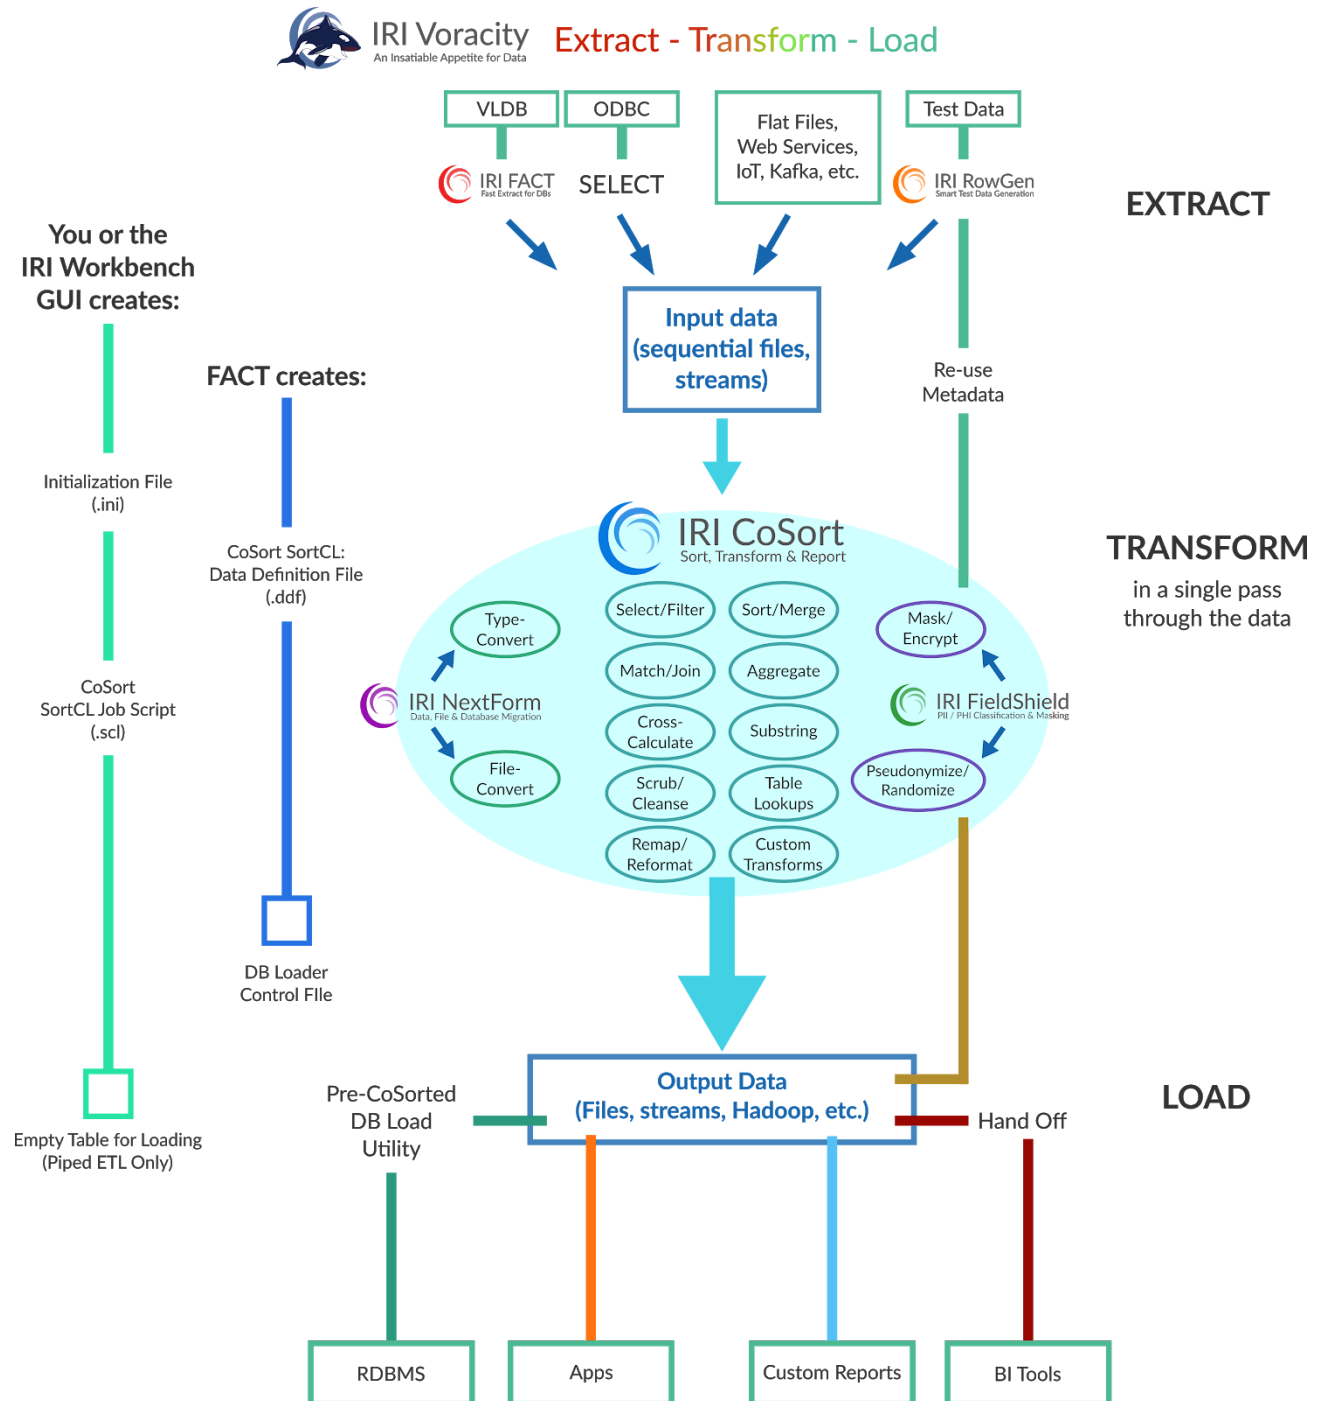 IRI Voracity
An Insatiable Appetite for Data
Extract - Transform - Load
VLDB
ODBC
Flat Files,
Web Services,
IoT, Kafka, etc.
Test Data
IRI FACT
Fast Extract for DBs
SELECT
IRI RowGen
Smart Test Data Generation
EXTRACT
You or the
IRI Workbench
GUI creates:
Input data
(sequential files,
streams)
FACT creates:
Re-use
Metadata
Initialization File
(.ini)
CoSort SortCL:
Data Definition File
(.ddf)
IRI CoSort
Sort, Transform & Report
TRANSFORM
in a single pass
through the data
Type-
Convert
Select/Filter
Sort/Merge
Mask/
Encrypt
Match/Join
Aggregate
CoSort
SortCL Job Script
(.scl)
IRI NextForm
Data, File & Database Migration
Cross-
Calculate
Substring
IRI FieldShield
PII / PHI Classification & Masking
File-
Convert
Scrub/
Cleanse
Table
Lookups
Pseudonymize/
Randomize
Remap/
Reformat
Custom
Transforms
DB Loader
Control FIle
Output Data
(Files, streams, Hadoop, etc.)
LOAD
Pre-CoSorted
DB Load
Utility
Hand Off
Empty Table for Loading
(Piped ETL Only)
RDBMS
Apps
Custom Reports
BI Tools